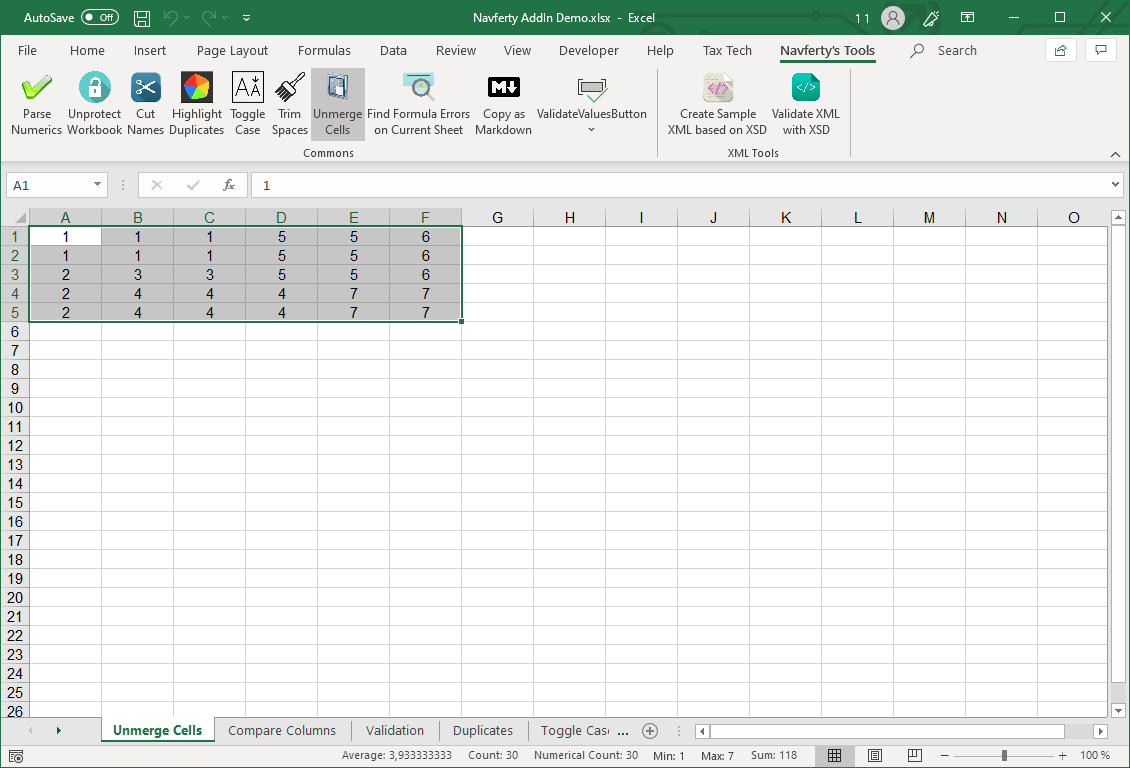 AutoSave Off Navferty AddIn Demo.xlsx - Excel 1 1
File Home Insert Page Layout Formulas Data Review View Developer Help Tax Tech Navferty's Tools Search
Parse Numerics
Unprotect Workbook
Cut Names
Highlight Duplicates
Toggle Case
Trim Spaces
Unmerge Cells
Find Formula Errors on Current Sheet
Copy as Markdown
ValidateValuesButton
Create Sample XML based on XSD
Validate XML with XSD
Commons XML Tools
A1 fx 1
A B C D E F G H I J K L M N O
1 1 1 1 5 5 6
2 1 1 1 5 5 6
3 2 3 3 5 5 6
4 2 4 4 4 7 7
5 2 4 4 4 7 7
6
7
8
9
10
11
12
13
14
15
16
17
18
19
20
21
22
23
24
25
26
Unmerge Cells Compare Columns Validation Duplicates Toggle Cas ...
Average: 3,933333333 Count: 30 Numerical Count: 30 Min: 1 Max: 7 Sum: 118 100 %